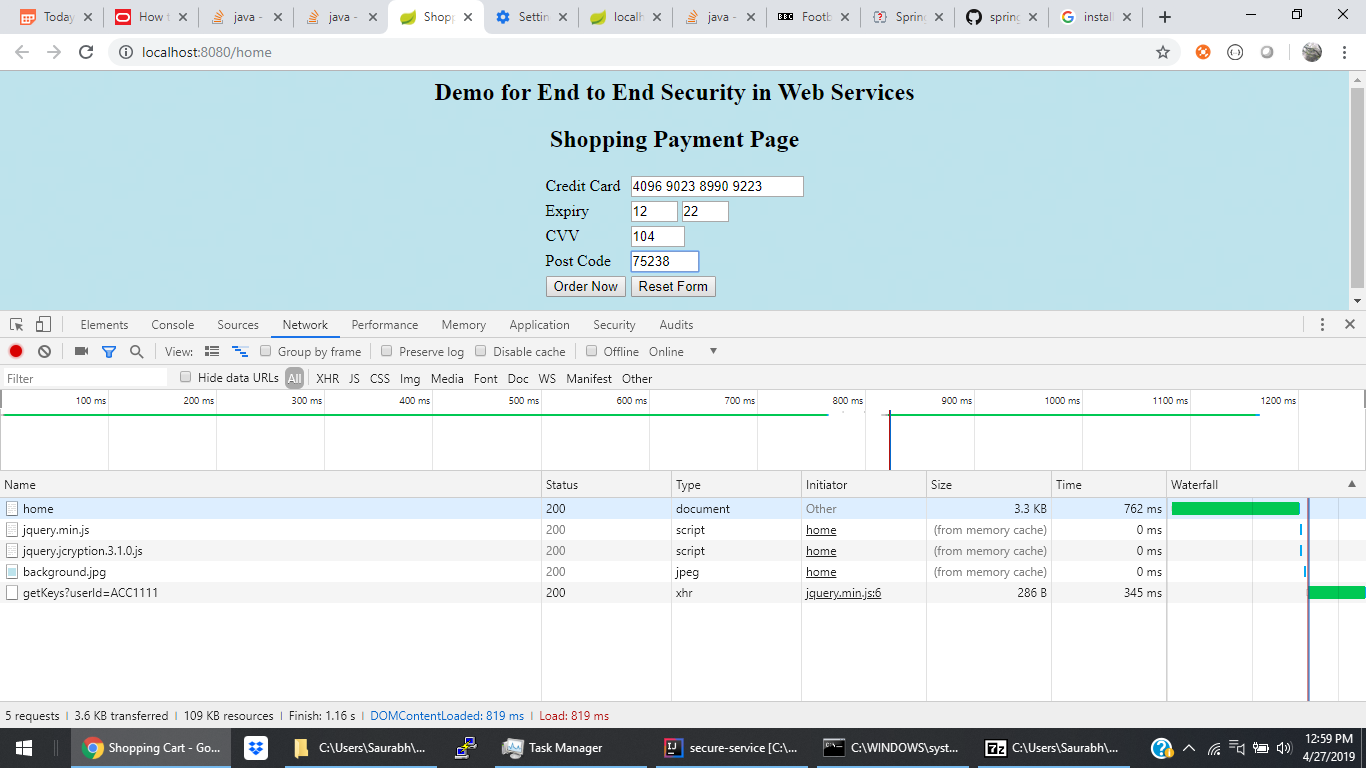 Today How t java - java - Shopp Settin localh java - Footb Spring spring install
localhost:8080/home
Demo for End to End Security in Web Services
Shopping Payment Page
Credit Card 4096 9023 8990 9223
Expiry 12 22
CVV 104
Post Code 75238
Order Now Reset Form
Elements Console Sources Network Performance Memory Application Security Audits
View: Group by frame Preserve log Disable cache Offline Online
Filter Hide data URLs All XHR JS CSS Img Media Font Doc WS Manifest Other
100 ms 200 ms 300 ms 400 ms 500 ms 600 ms 700 ms 800 ms 900 ms 1000 ms 1100 ms 1200 ms
Name Status Type Initiator Size Time Waterfall
home 200 document Other 3.3 KB 762 ms
jquery.min.js 200 script home (from memory cache) 0 ms
jquery.jcryption.3.1.0.js 200 script home (from memory cache) 0 ms
background.jpg 200 jpeg home (from memory cache) 0 ms
getKeys?userId=ACC1111 200 xhr jquery.min.js:6 286 B 345 ms
5 requests 3.6 KB transferred 109 KB resources Finish: 1.16 s DOMContentLoaded: 819 ms Load: 819 ms
Shopping Cart - Go... C:\Users\Saurabh\... Task Manager secure-service [C:\... C:\WINDOWS\syst... C:\Users\Saurabh\... 12:59 PM
4/27/2019